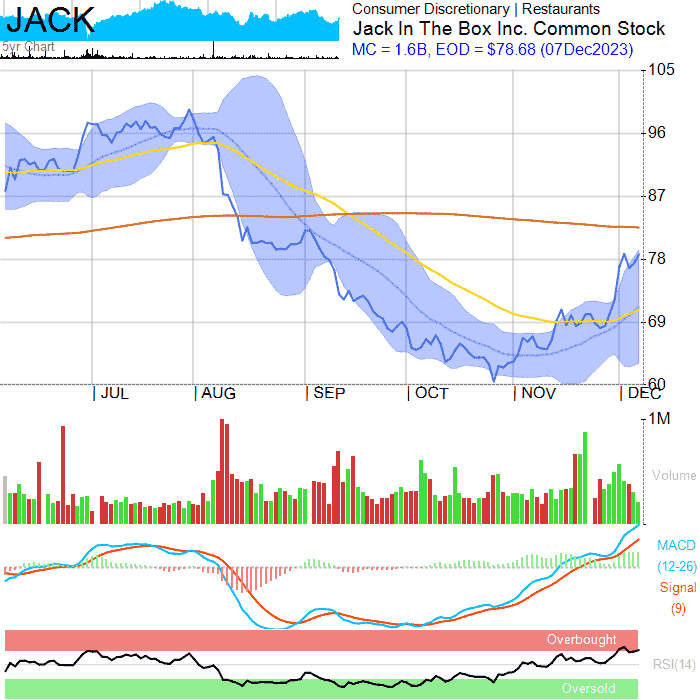 JACK
5yr Chart
Consumer Discretionary | Restaurants
Jack In The Box Inc. Common Stock
MC = 1.6B, EOD = $78.68 (07Dec2023)
105
96
87
78
69
60
| JUL | AUG | SEP | OCT | NOV | DEC
1M
Volume
MACD
(12-26)
Signal
(9)
Overbought
RSI(14)
Oversold